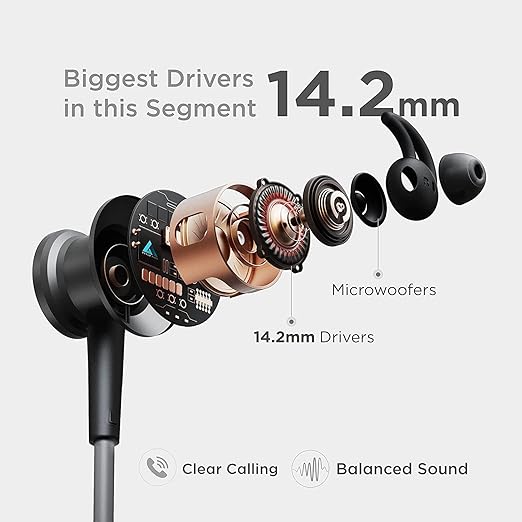 Biggest Drivers
in this Segment
14.2mm
Microwoofers
14.2mm Drivers
L
Clear Calling
Balanced Sound